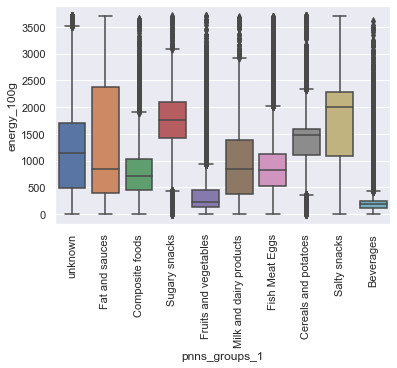 3500
3000
2500
2000
1500
1000
500
0
energy_100g
unknown
Fat and sauces
Composite foods
Sugary snacks
Fruits and vegetables
Milk and dairy products
Fish Meat Eggs
Cereals and potatoes
Salty snacks
Beverages
pnns_groups_1